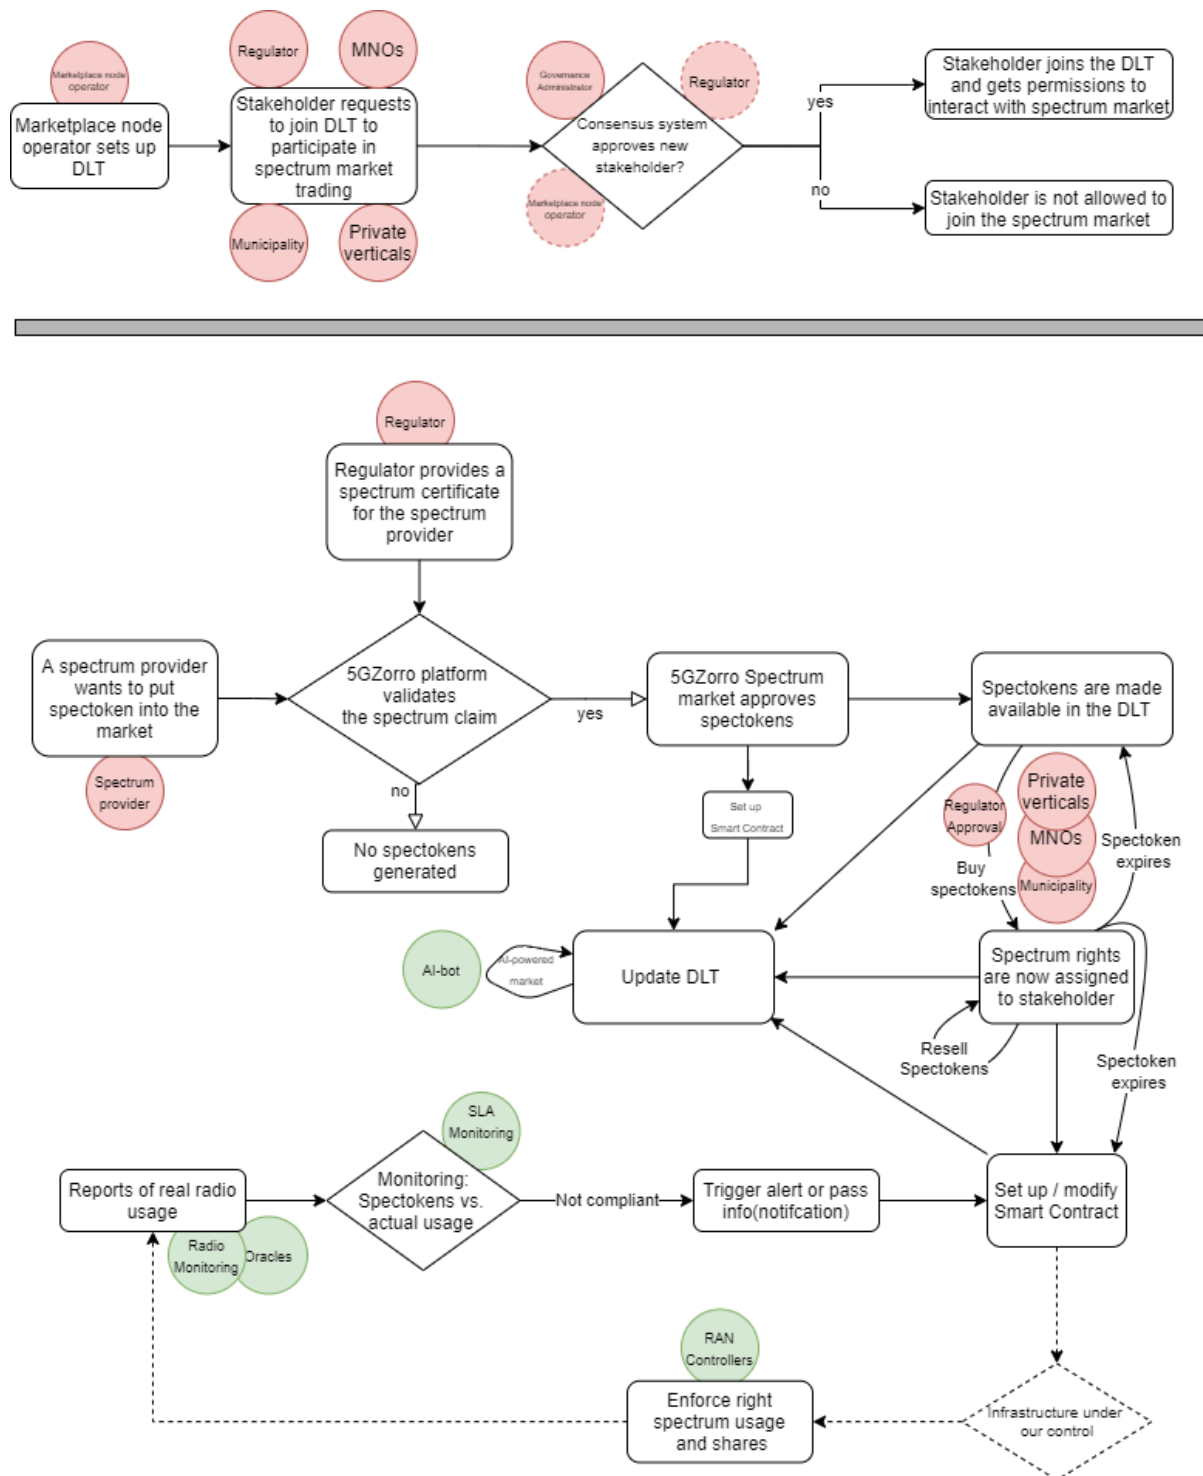 Marketplace node
operator
Marketplace node
operator sets up
DLT
Regulator
MNOs
Stakeholder requests
to join DLT to
participate in
spectrum market
trading
Municipality
Private
verticals
Governance
Administrator
Regulator
Consensus system
approves new
stakeholder?
Marketplace node
operator
yes
no
Stakeholder joins the DLT
and gets permissions to
interact with spectrum market
Stakeholder is not allowed to
join the spectrum market
Regulator
Regulator provides a
spectrum certificate
for the spectrum
provider
A spectrum provider
wants to put
spectoken into the
market
Spectrum
provider
5GZorro platform
validates
the spectrum claim
yes
no
No spectokens
generated
5GZorro Spectrum
market approves
spectokens
Set up
Smart Contract
Spectokens are made
available in the DLT
Regulator
Approval
Private
verticals
MNOs
Municipality
Buy
spectokens
Spectoken
expires
AI-bot
AI-powered
market
Update DLT
Spectrum rights
are now assigned
to stakeholder
Resell
Spectokens
Spectoken
expires
SLA
Monitoring
Reports of real radio
usage
Radio
Monitoring
Oracles
Monitoring:
Spectokens vs.
actual usage
Not compliant
Trigger alert or pass
info(notifcation)
Set up / modify
Smart Contract
RAN
Controllers
Enforce right
spectrum usage
and shares
Infrastructure under
our control